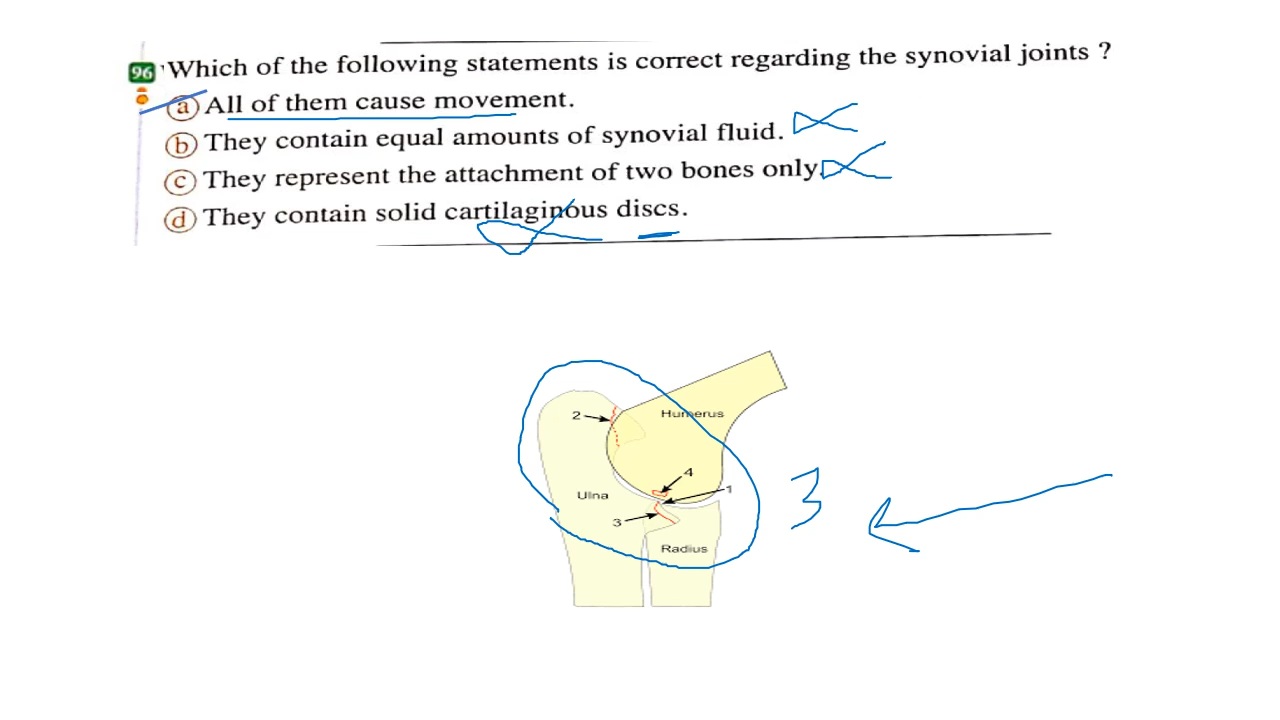 96 Which of the following statements is correct regarding the synovial joints ?
a All of them cause movement.
b They contain equal amounts of synovial fluid.
c They represent the attachment of two bones only.
d They contain solid cartilaginous discs.
2
Humerus
4
Ulna
1
3
3
Radius